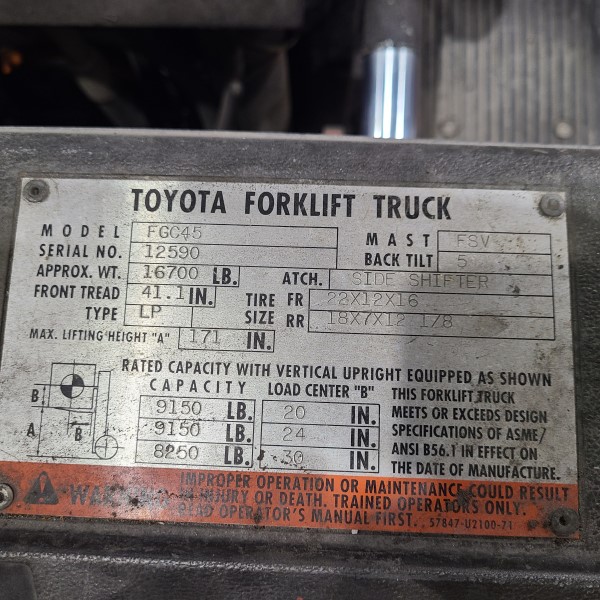 TOYOTA FORKLIFT TRUCK
MODEL FGC45 MAST FSV
SERIAL NO. 12590 BACK TILT 5
APPROX. WT. 16700 LB. ATCH. SIDE SHIFTER
FRONT TREAD 41.1 IN. TIRE FR 22X12X16
TYPE LP SIZE RR 18X7X12 1/8
MAX. LIFTING HEIGHT "A" 171 IN.
RATED CAPACITY WITH VERTICAL UPRIGHT EQUIPPED AS SHOWN
CAPACITY LOAD CENTER "B" THIS FORKLIFT TRUCK
9150 LB. 20 IN. MEETS OR EXCEEDS DESIGN
9150 LB. 24 IN. SPECIFICATIONS OF ASME/
8250 LB. 30 IN. ANSI B56.1 IN EFFECT ON
THE DATE OF MANUFACTURE.
B
A B
WARNING IMPROPER OPERATION OR MAINTENANCE COULD RESULT
IN INJURY OR DEATH. TRAINED OPERATORS ONLY.
READ OPERATOR'S MANUAL FIRST. 57847-U2100-71